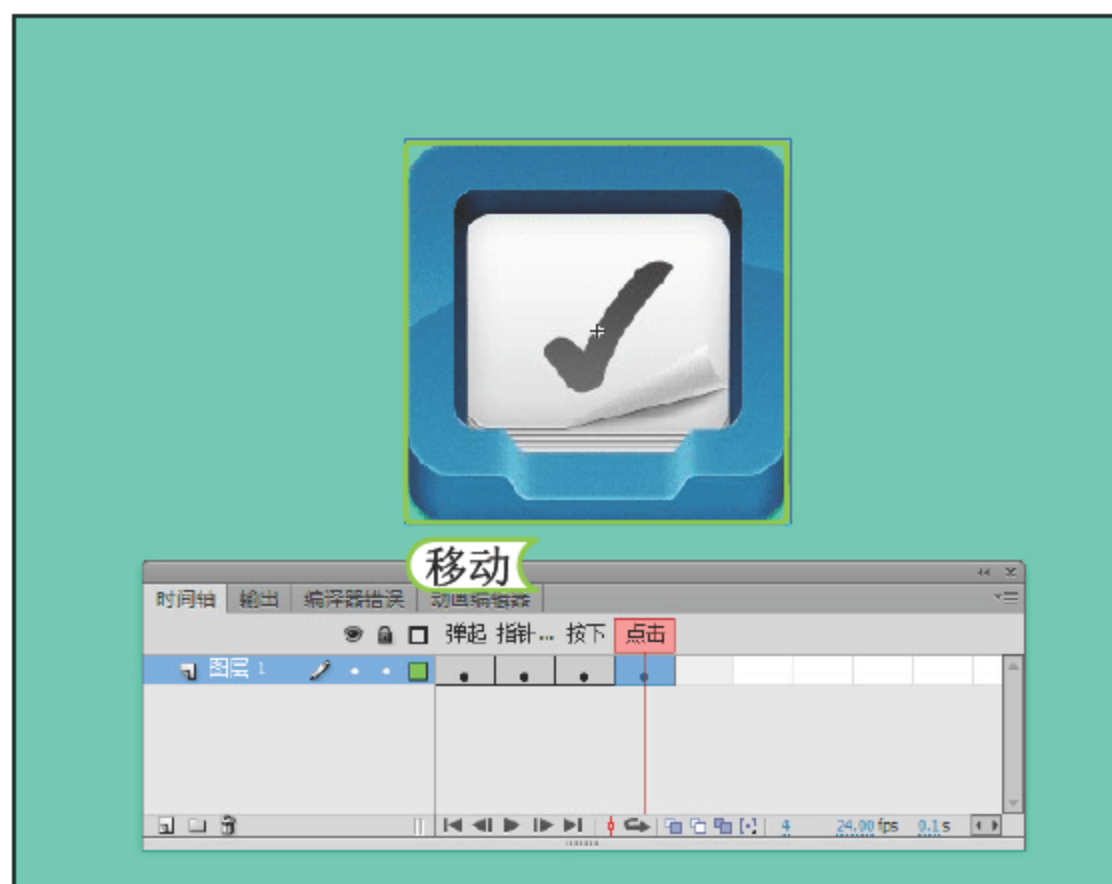 移动
时间轴 输出 编译器错误 动画编辑器
弹起 指针... 按下 点击
图层 1
4 24.00 fps 0.1 s